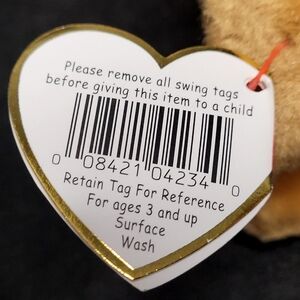 Please remove all swing tags
before giving this item to a child
0 08421 04234 0
Retain Tag For Reference
For ages 3 and up
Surface
Wash